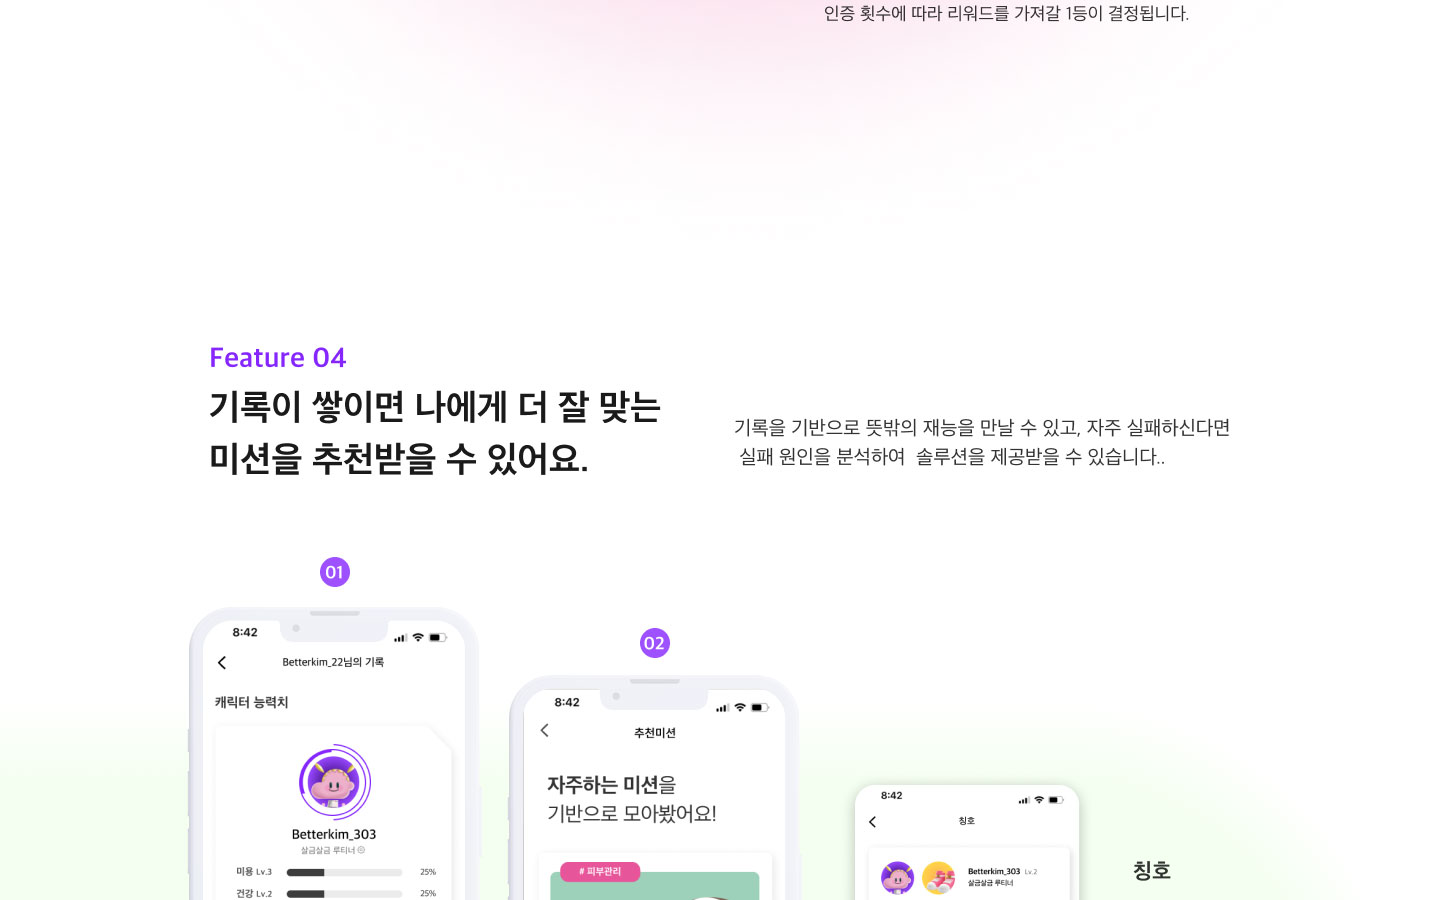 인증 횟수에 따라 리워드를 가져갈 1등이 결정됩니다.
Feature 04
기록이 쌓이면 나에게 더 잘 맞는
미션을 추천받을 수 있어요.
기록을 기반으로 뜻밖의 재능을 만날 수 있고, 자주 실패하신다면
실패 원인을 분석하여 솔루션을 제공받을 수 있습니다..
01
8:42
Betterkim_22님의 기록
캐릭터 능력치
Betterkim_303
살금살금 루티너
미용 Lv.3 25%
건강 Lv.2 25%
02
8:42
추천미션
자주하는 미션을
기반으로 모아봤어요!
# 피부관리
8:42
칭호
Betterkim_303 Lv.2
살금살금 루티너
칭호